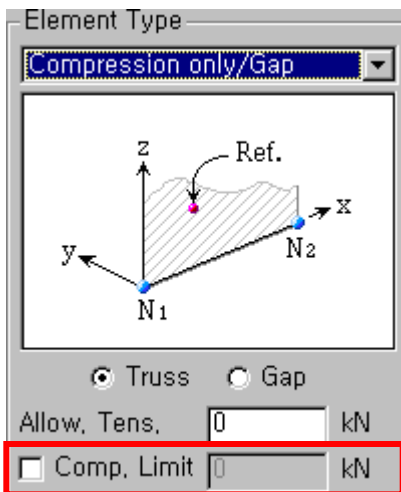 Element Type
Compression only/Gap
z
Ref.
x
y
N2
N1
Truss Gap
Allow, Tens, 0 kN
Comp, Limit 0 kN